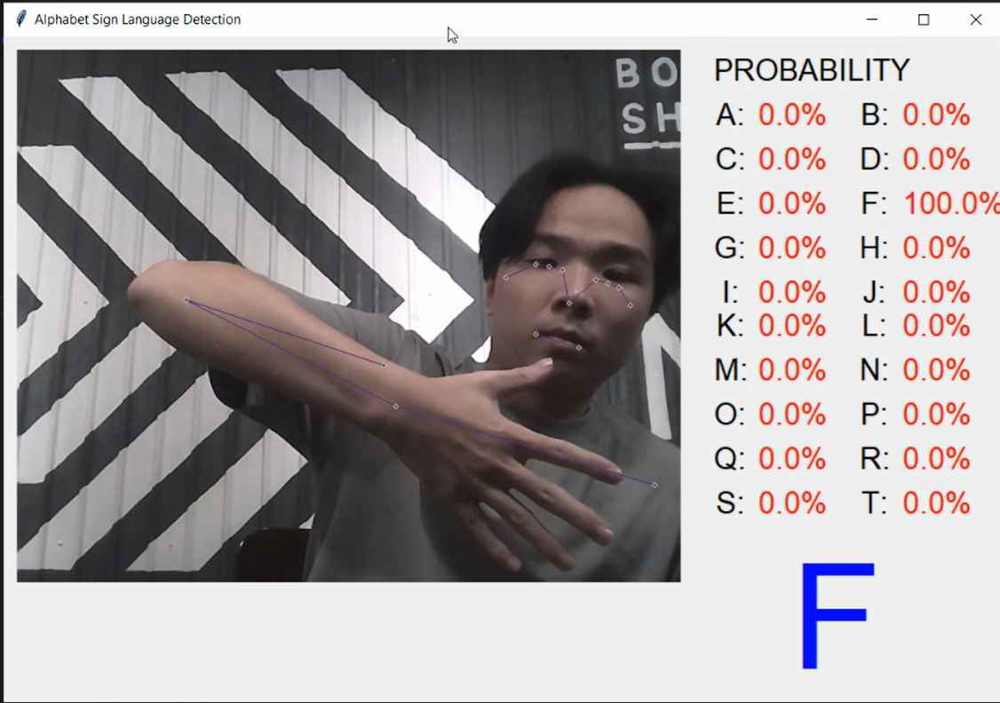 Alphabet Sign Language Detection
BO
SH
PROBABILITY
A: 0.0% B: 0.0%
C: 0.0% D: 0.0%
E: 0.0% F: 100.0%
G: 0.0% H: 0.0%
I: 0.0% J: 0.0%
K: 0.0% L: 0.0%
M: 0.0% N: 0.0%
O: 0.0% P: 0.0%
Q: 0.0% R: 0.0%
S: 0.0% T: 0.0%
F